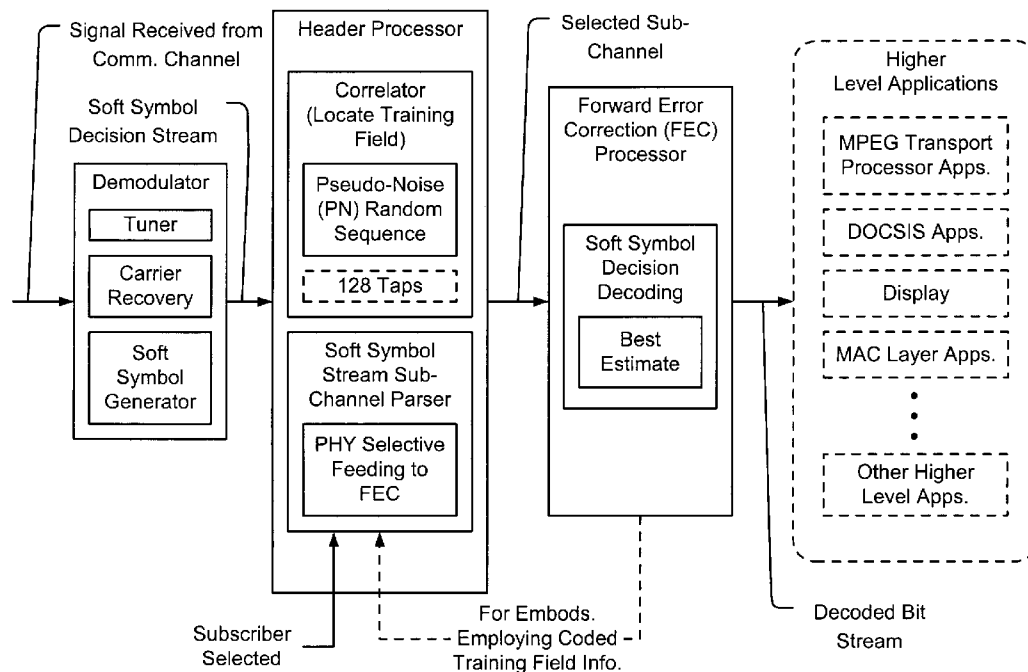 Signal Received from
Comm. Channel
Soft Symbol
Decision Stream
Demodulator
Tuner
Carrier
Recovery
Soft
Symbol
Generator
Header Processor
Correlator
(Locate Training
Field)
Pseudo-Noise
(PN) Random
Sequence
128 Taps
Soft Symbol
Stream Sub-
Channel Parser
PHY Selective
Feeding to
FEC
Subscriber
Selected
For Embods.
Employing Coded
Training Field Info.
Selected Sub-
Channel
Forward Error
Correction (FEC)
Processor
Soft Symbol
Decision
Decoding
Best
Estimate
Decoded Bit
Stream
Higher
Level Applications
MPEG Transport
Processor Apps.
DOCSIS Apps.
Display
MAC Layer Apps.
Other Higher
Level Apps.